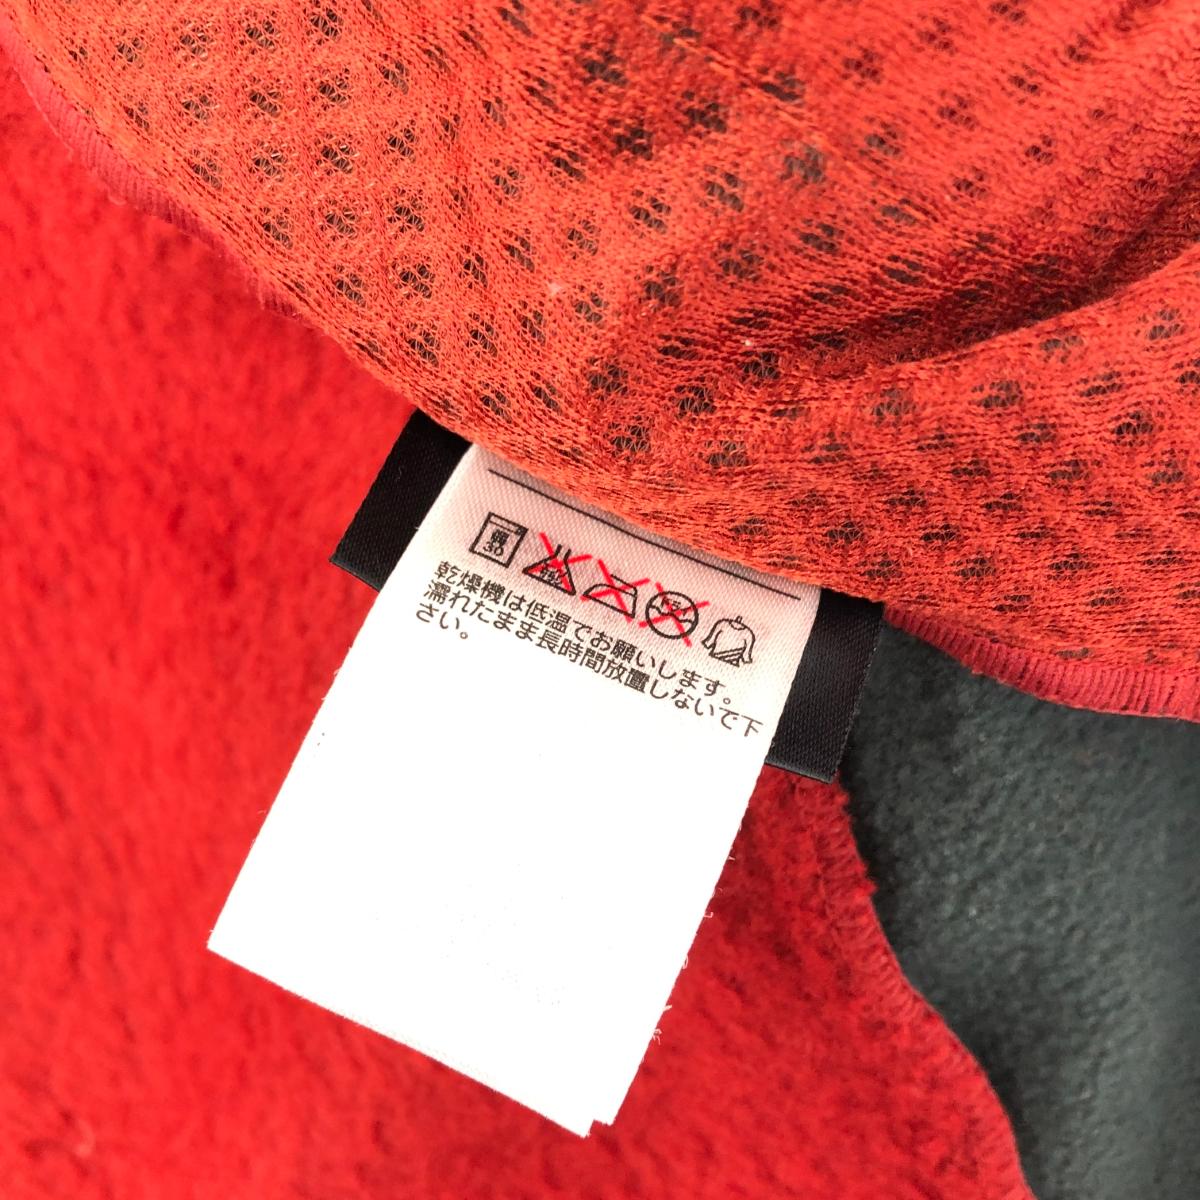 30
乾燥機は低温でお願いします。
濡れたまま長時間放置しないで下
さい。